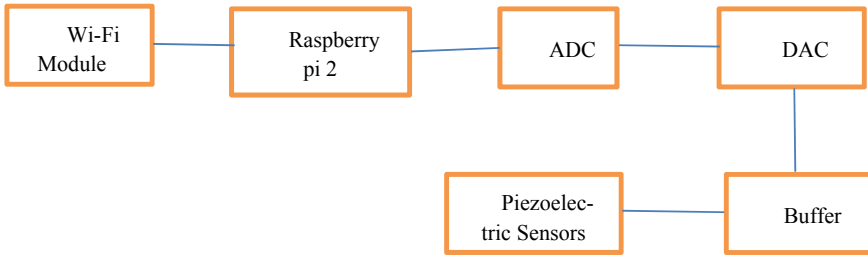 Wi-Fi
Module
Raspberry
pi 2
ADC
DAC
Piezoelec-
tric Sensors
Buffer